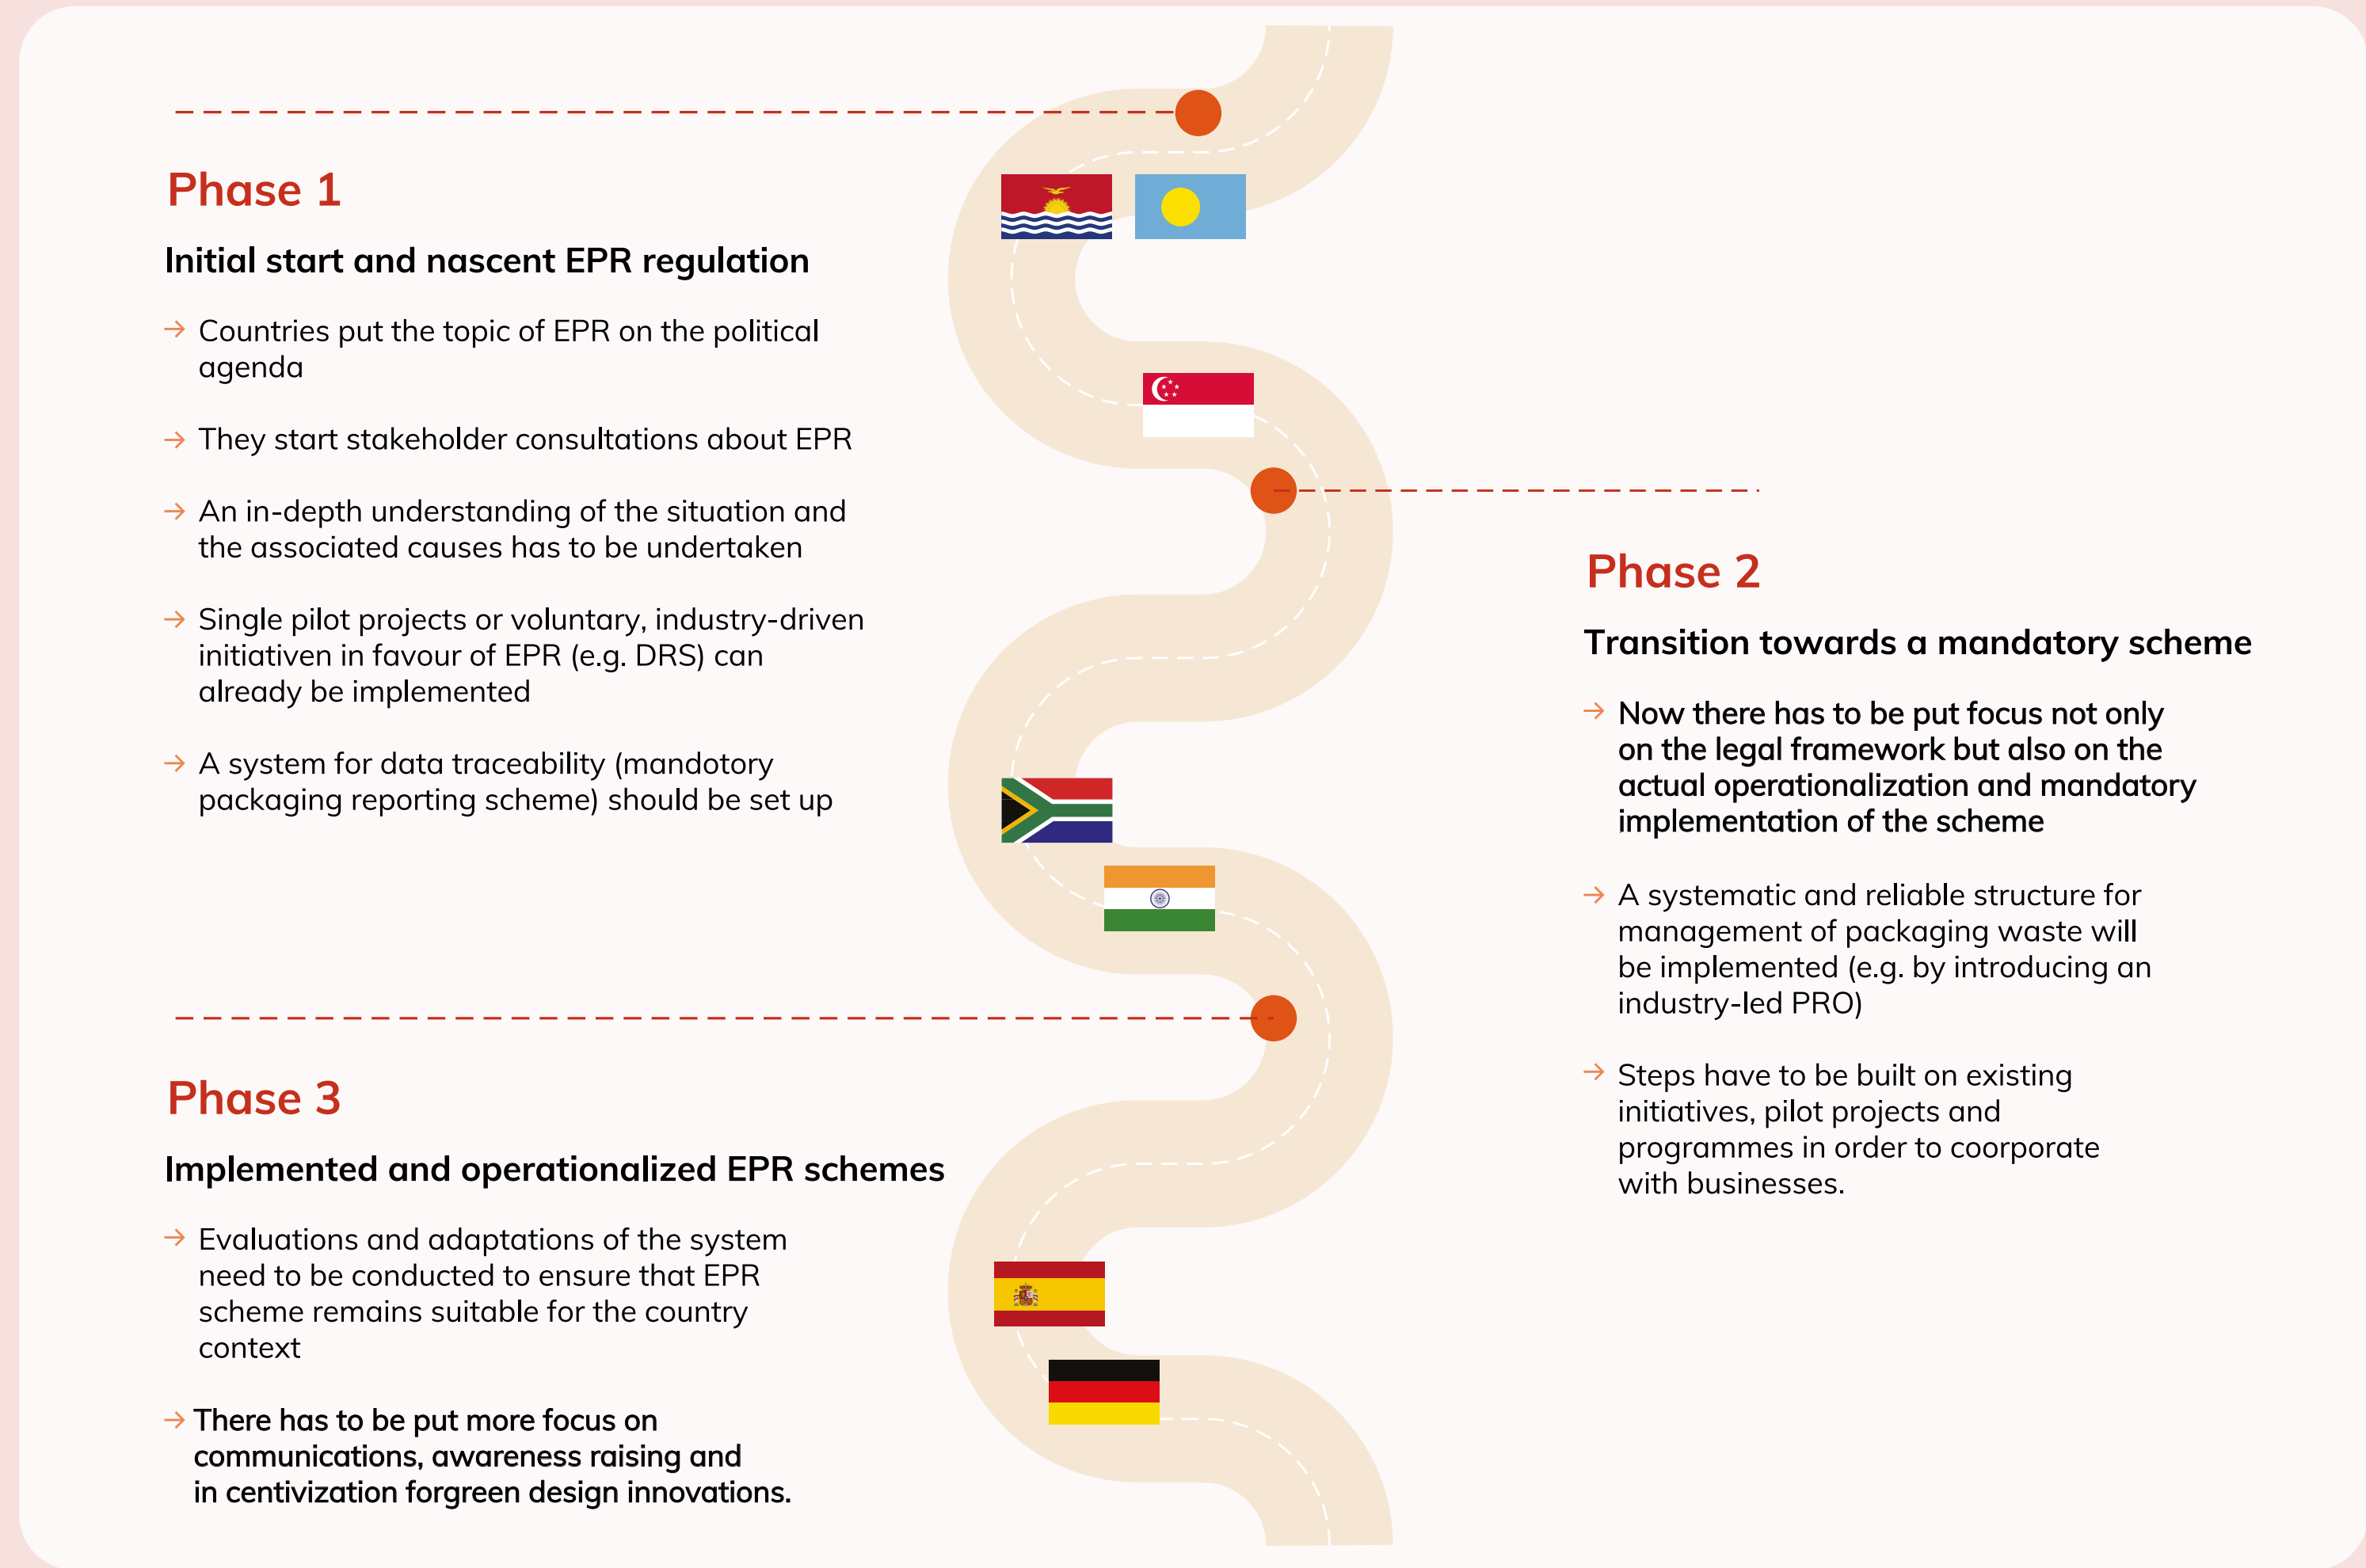 Phase 1
Initial start and nascent EPR regulation
Countries put the topic of EPR on the political
agenda
They start stakeholder consultations about EPR
An in-depth understanding of the situation and
the associated causes has to be undertaken
Single pilot projects or voluntary, industry-driven
initiativen in favour of EPR (e.g. DRS) can
already be implemented
A system for data traceability (mandotory
packaging reporting scheme) should be set up
Phase 2
Transition towards a mandatory scheme
Now there has to be put focus not only
on the legal framework but also on the
actual operationalization and mandatory
implementation of the scheme
A systematic and reliable structure for
management of packaging waste will
be implemented (e.g. by introducing an
industry-led PRO)
Steps have to be built on existing
initiatives, pilot projects and
programmes in order to coorporate
with businesses.
Phase 3
Implemented and operationalized EPR schemes
Evaluations and adaptations of the system
need to be conducted to ensure that EPR
scheme remains suitable for the country
context
There has to be put more focus on
communications, awareness raising and
in centivization forgreen design innovations.